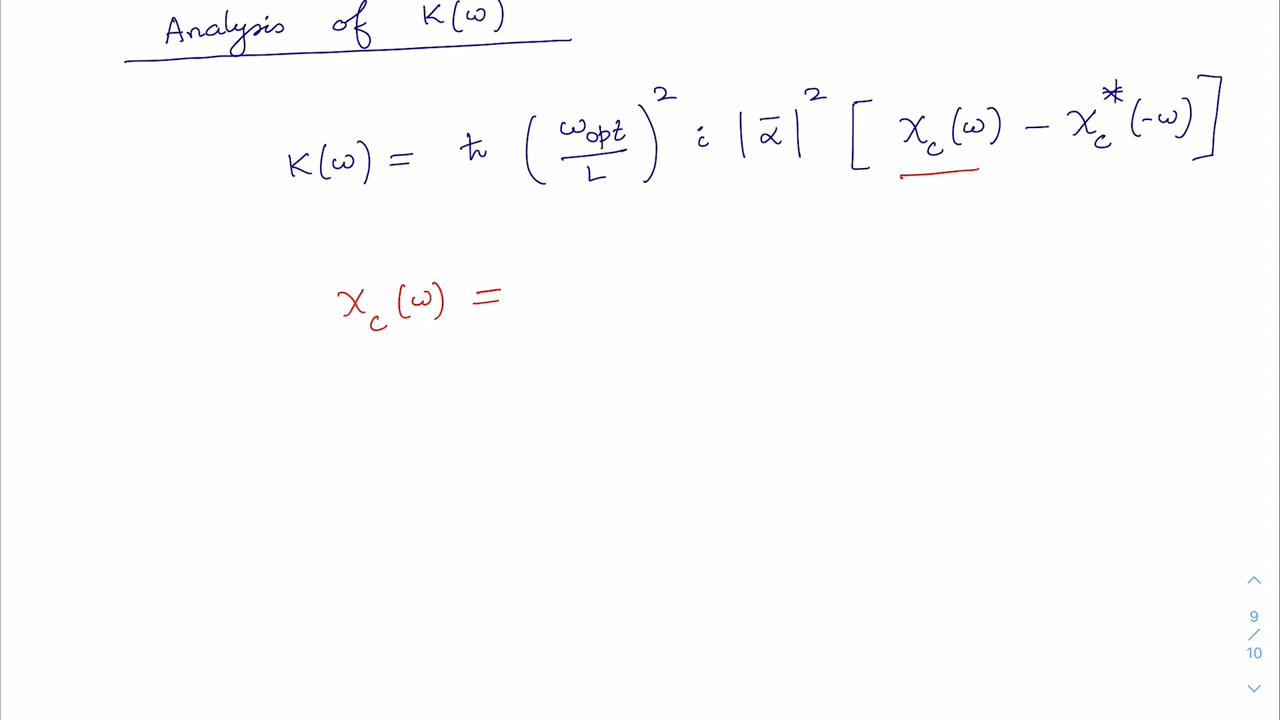 Analysis of K(ω)
K(ω) = ħ (ω_opt / L)² i |ᾱ|² [ χ_c(ω) − χ_c*(-ω) ]
χ_c(ω) =
9
/
10